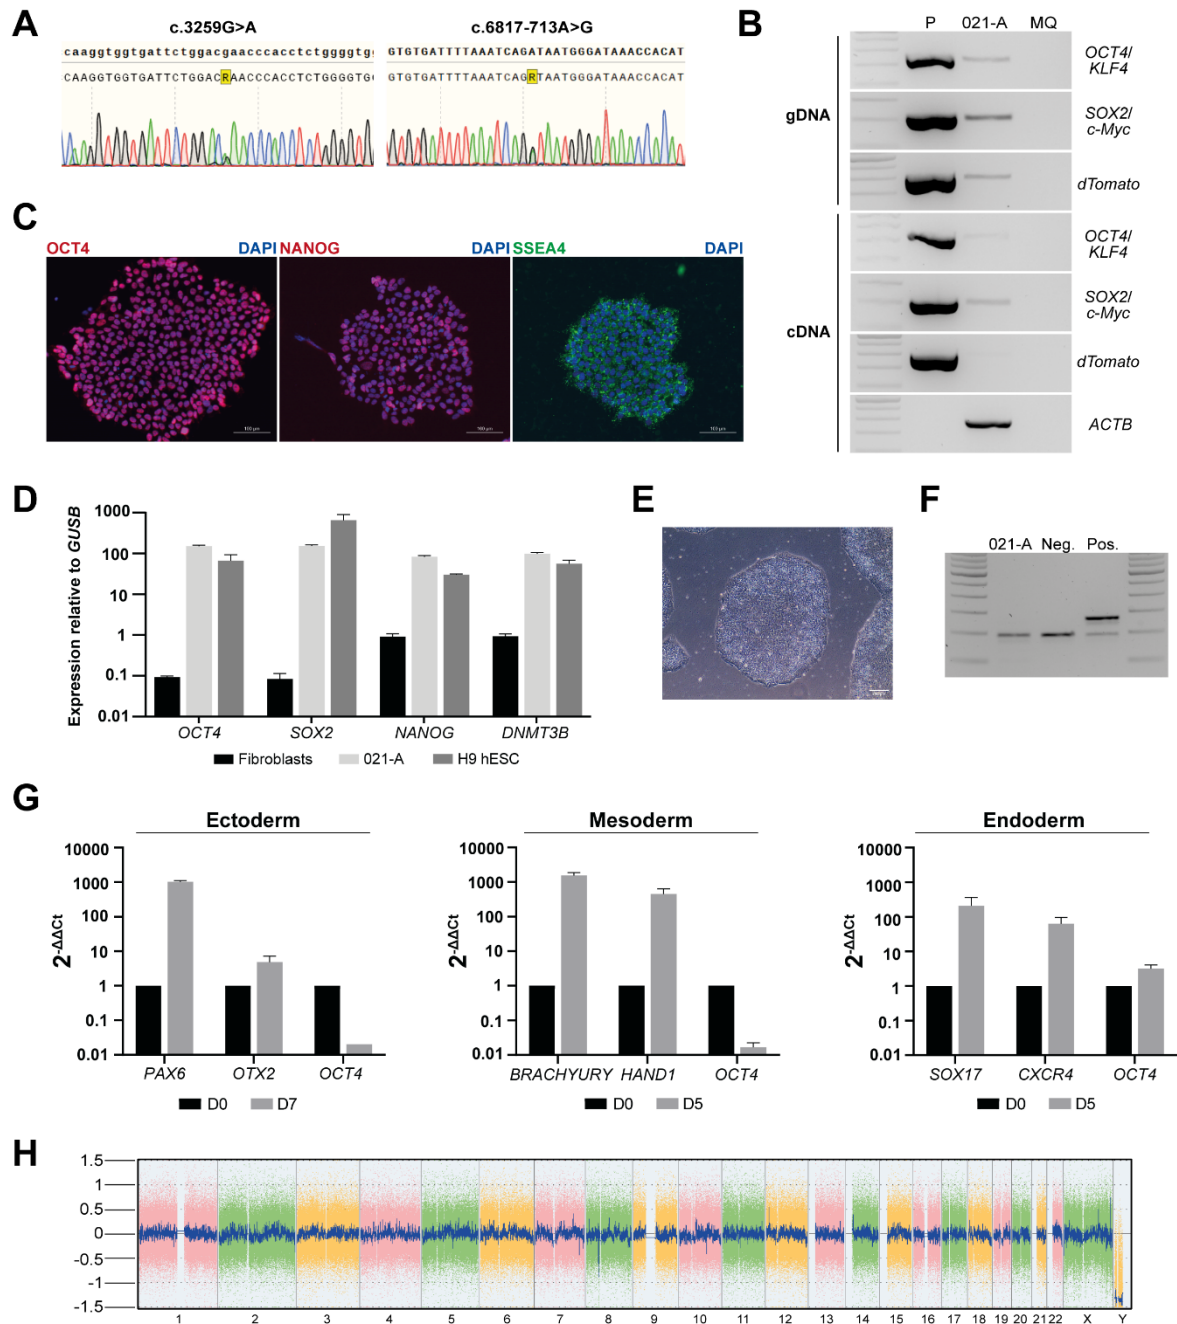 A
c.3259G>A
c.6817-713A>G
caaggtggtgattctggacgaacccacctctggggtg
GTGTGATTTTAAATCAGATAATGGGATAAACCACAT
CAAGGTGGTGATTCTGGACRAACCCACCTCTGGGGTG
GTGTGATTTTAAATCAGRTAATGGGATAAACCACAT
B
P
021-A
MQ
gDNA
OCT4/
KLF4
SOX2/
c-Myc
dTomato
cDNA
OCT4/
KLF4
SOX2/
c-Myc
dTomato
ACTB
C
OCT4
DAPI
NANOG
DAPI
SSEA4
DAPI
100 µm
100 µm
100 µm
D
Expression relative to GUSB
1000
100
10
1
0.1
0.01
OCT4
SOX2
NANOG
DNMT3B
Fibroblasts
021-A
H9 hESC
E
F
021-A
Neg.
Pos.
G
Ectoderm
2-ΔΔCt
10000
1000
100
10
1
0.1
0.01
PAX6
OTX2
OCT4
D0
D7
Mesoderm
2-ΔΔCt
10000
1000
100
10
1
0.1
0.01
BRACHYURY
HAND1
OCT4
D0
D5
Endoderm
2-ΔΔCt
10000
1000
100
10
1
0.1
0.01
SOX17
CXCR4
OCT4
D0
D5
H
1.5
1
0.5
0
-0.5
-1
-1.5
1 2 3 4 5 6 7 8 9 10 11 12 13 14 15 16 17 18 19 20 21 22 X Y